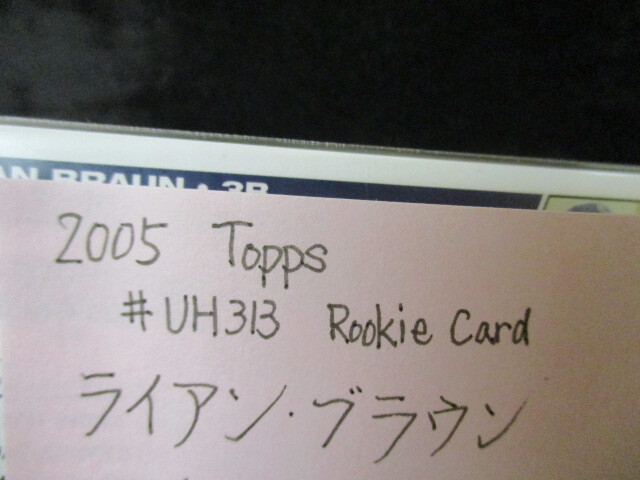 AN BRAUN • 3B
2005 Topps
#UH313 Rookie Card
ライアン・ブラウン